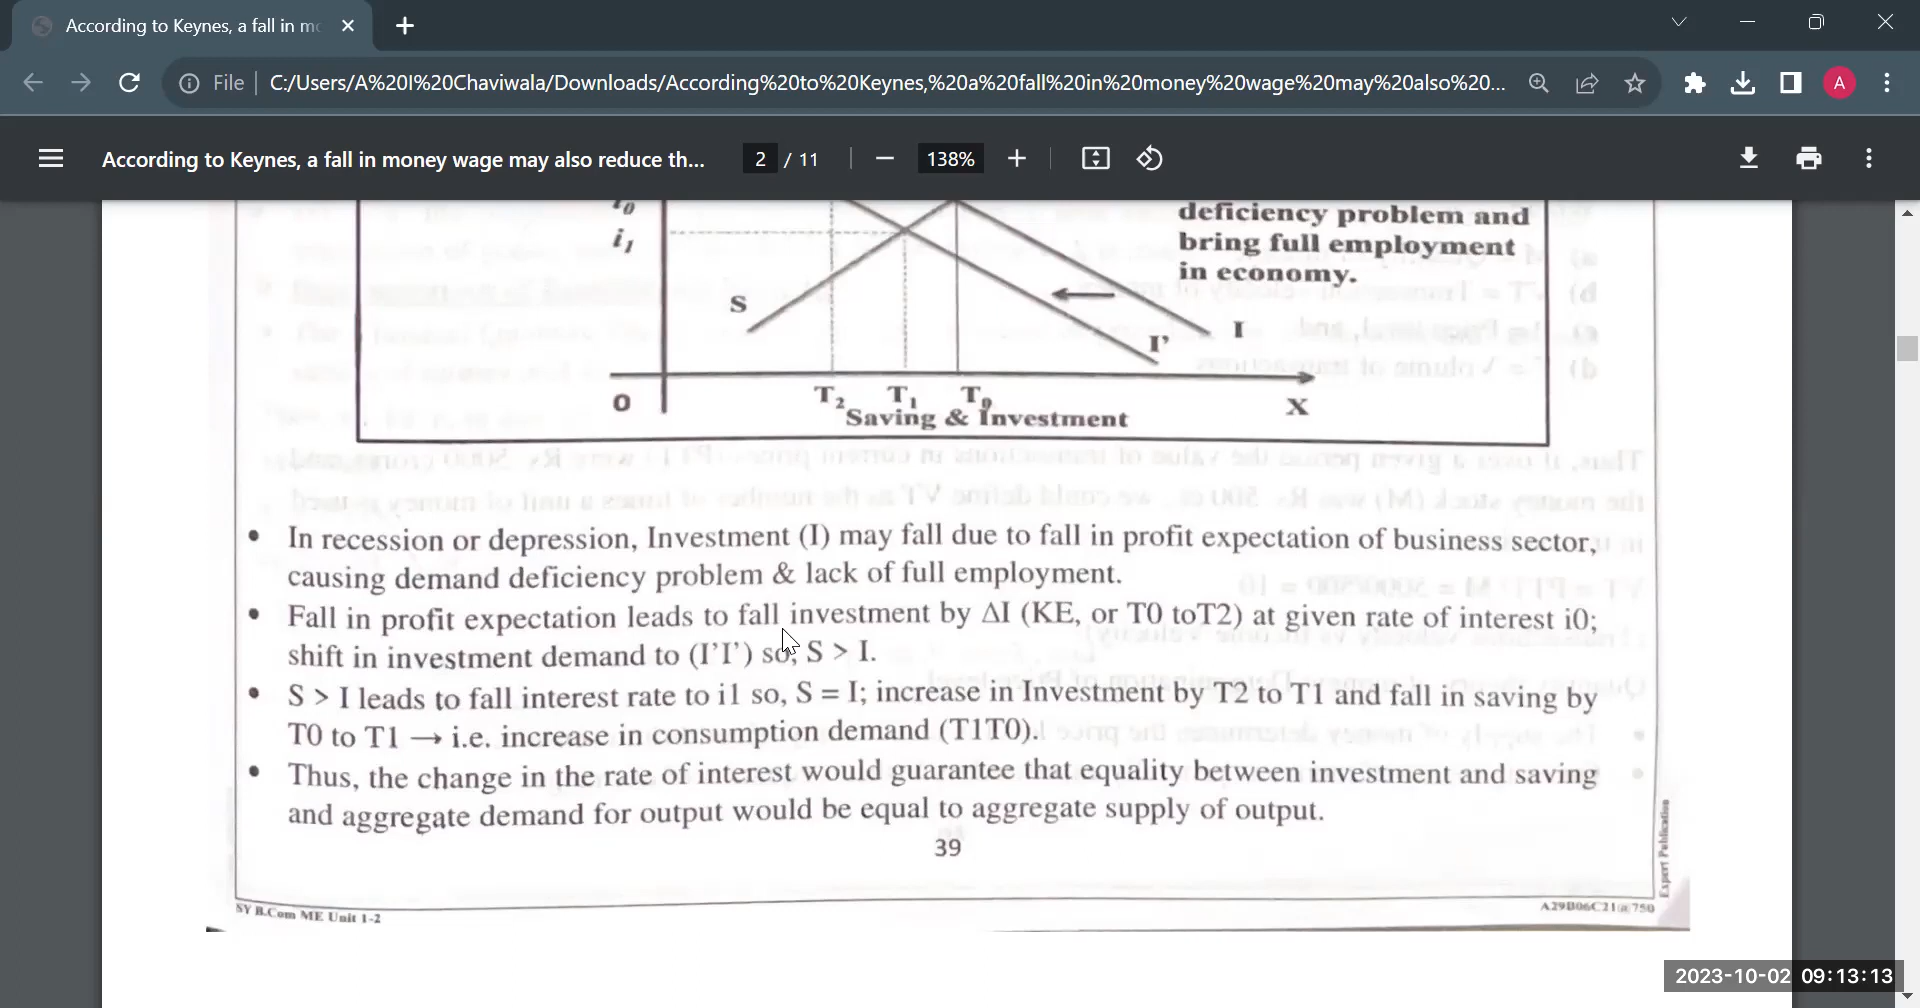 According to Keynes, a fall in mo
File
C:/Users/A%20I%20Chaviwala/Downloads/According%20to%20Keynes,%20a%20fall%20in%20money%20wage%20may%20also%20...
A
According to Keynes, a fall in money wage may also reduce th...
2 / 11
138%
i0
i1
deficiency problem and
bring full employment
in economy.
S
I
I'
O
T2 T1 T0
X
Saving & Investment
• In recession or depression, Investment (I) may fall due to fall in profit expectation of business sector,
causing demand deficiency problem & lack of full employment.
• Fall in profit expectation leads to fall investment by ΔI (KE, or T0 toT2) at given rate of interest i0;
shift in investment demand to (I'I') so, S > I.
• S > I leads to fall interest rate to i1 so, S = I; increase in Investment by T2 to T1 and fall in saving by
T0 to T1 → i.e. increase in consumption demand (T1T0).
• Thus, the change in the rate of interest would guarantee that equality between investment and saving
and aggregate demand for output would be equal to aggregate supply of output.
39
Expert Publication
SY B.Com ME Unit 1-2
2023-10-02 09:13:13